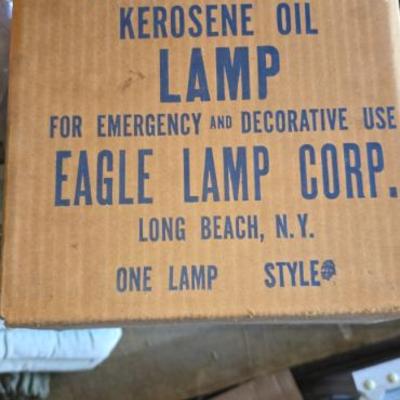 KEROSENE OIL
LAMP
FOR EMERGENCY AND DECORATIVE USE
EAGLE LAMP CORP.
LONG BEACH, N.Y.
ONE LAMP STYLE